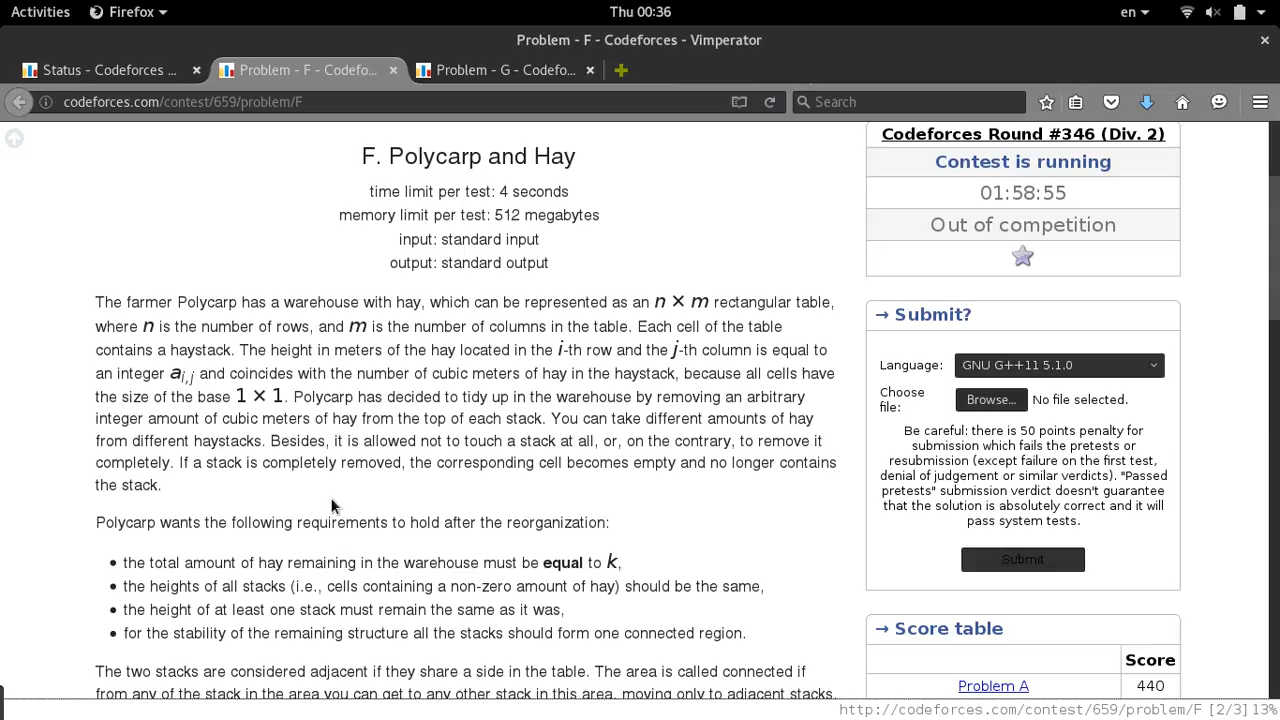 Activities Firefox Thu 00:36 en
Problem - F - Codeforces - Vimperator
Status - Codeforces ... Problem - F - Codefo... Problem - G - Codefo...
codeforces.com/contest/659/problem/F Search
F. Polycarp and Hay
time limit per test: 4 seconds
memory limit per test: 512 megabytes
input: standard input
output: standard output
The farmer Polycarp has a warehouse with hay, which can be represented as an n × m rectangular table,
where n is the number of rows, and m is the number of columns in the table. Each cell of the table
contains a haystack. The height in meters of the hay located in the i-th row and the j-th column is equal to
an integer a_{i,j} and coincides with the number of cubic meters of hay in the haystack, because all cells have
the size of the base 1 × 1. Polycarp has decided to tidy up in the warehouse by removing an arbitrary
integer amount of cubic meters of hay from the top of each stack. You can take different amounts of hay
from different haystacks. Besides, it is allowed not to touch a stack at all, or, on the contrary, to remove it
completely. If a stack is completely removed, the corresponding cell becomes empty and no longer contains
the stack.
Polycarp wants the following requirements to hold after the reorganization:
• the total amount of hay remaining in the warehouse must be equal to k,
• the heights of all stacks (i.e., cells containing a non-zero amount of hay) should be the same,
• the height of at least one stack must remain the same as it was,
• for the stability of the remaining structure all the stacks should form one connected region.
The two stacks are considered adjacent if they share a side in the table. The area is called connected if
from any of the stack in the area you can get to any other stack in this area, moving only to adjacent stacks.
Codeforces Round #346 (Div. 2)
Contest is running
01:58:55
Out of competition
→ Submit?
Language: GNU G++11 5.1.0
Choose file: Browse... No file selected.
Be careful: there is 50 points penalty for
submission which fails the pretests or
resubmission (except failure on the first test,
denial of judgement or similar verdicts). "Passed
pretests" submission verdict doesn't guarantee
that the solution is absolutely correct and it will
pass system tests.
Submit
→ Score table
Score
Problem A 440
http://codeforces.com/contest/659/problem/F [2/3] 13%